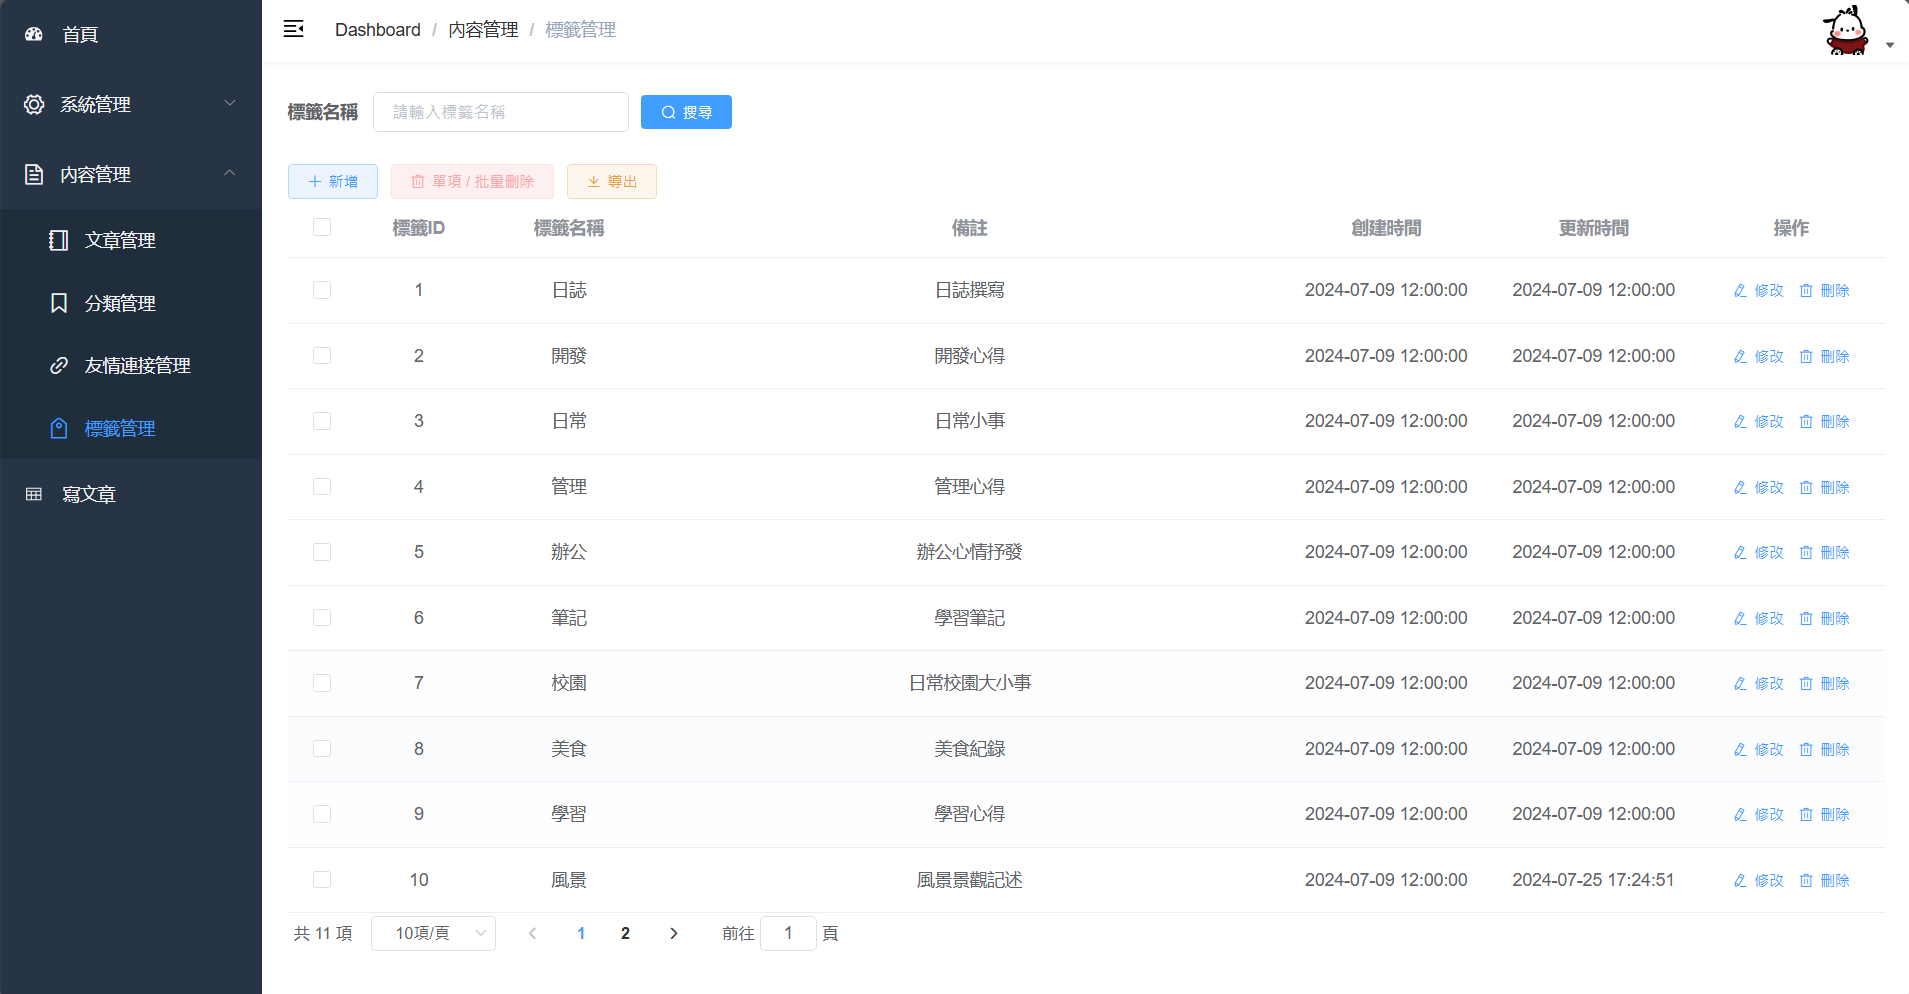 首頁
系統管理
內容管理
文章管理
分類管理
友情連接管理
標籤管理
寫文章
Dashboard / 內容管理 / 標籤管理
標籤名稱 請輸入標籤名稱 搜尋
新增 單項 / 批量刪除 導出
標籤ID 標籤名稱 備註 創建時間 更新時間 操作
1 日誌 日誌撰寫 2024-07-09 12:00:00 2024-07-09 12:00:00 修改 刪除
2 開發 開發心得 2024-07-09 12:00:00 2024-07-09 12:00:00 修改 刪除
3 日常 日常小事 2024-07-09 12:00:00 2024-07-09 12:00:00 修改 刪除
4 管理 管理心得 2024-07-09 12:00:00 2024-07-09 12:00:00 修改 刪除
5 辦公 辦公心情抒發 2024-07-09 12:00:00 2024-07-09 12:00:00 修改 刪除
6 筆記 學習筆記 2024-07-09 12:00:00 2024-07-09 12:00:00 修改 刪除
7 校園 日常校園大小事 2024-07-09 12:00:00 2024-07-09 12:00:00 修改 刪除
8 美食 美食紀錄 2024-07-09 12:00:00 2024-07-09 12:00:00 修改 刪除
9 學習 學習心得 2024-07-09 12:00:00 2024-07-09 12:00:00 修改 刪除
10 風景 風景景觀記述 2024-07-09 12:00:00 2024-07-25 17:24:51 修改 刪除
共 11 項 10項/頁 1 2 前往 1 頁